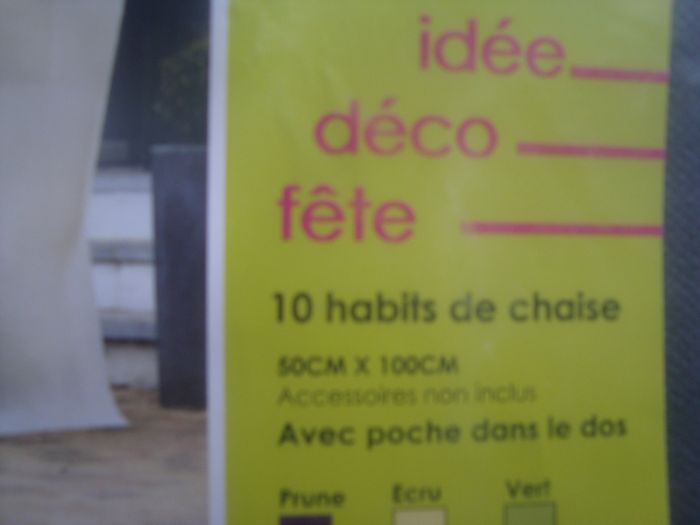 idée
déco
fête
10 habits de chaise
50CM X 100CM
Accessoires non inclus
Avec poche dans le dos
Prune Ecru Vert